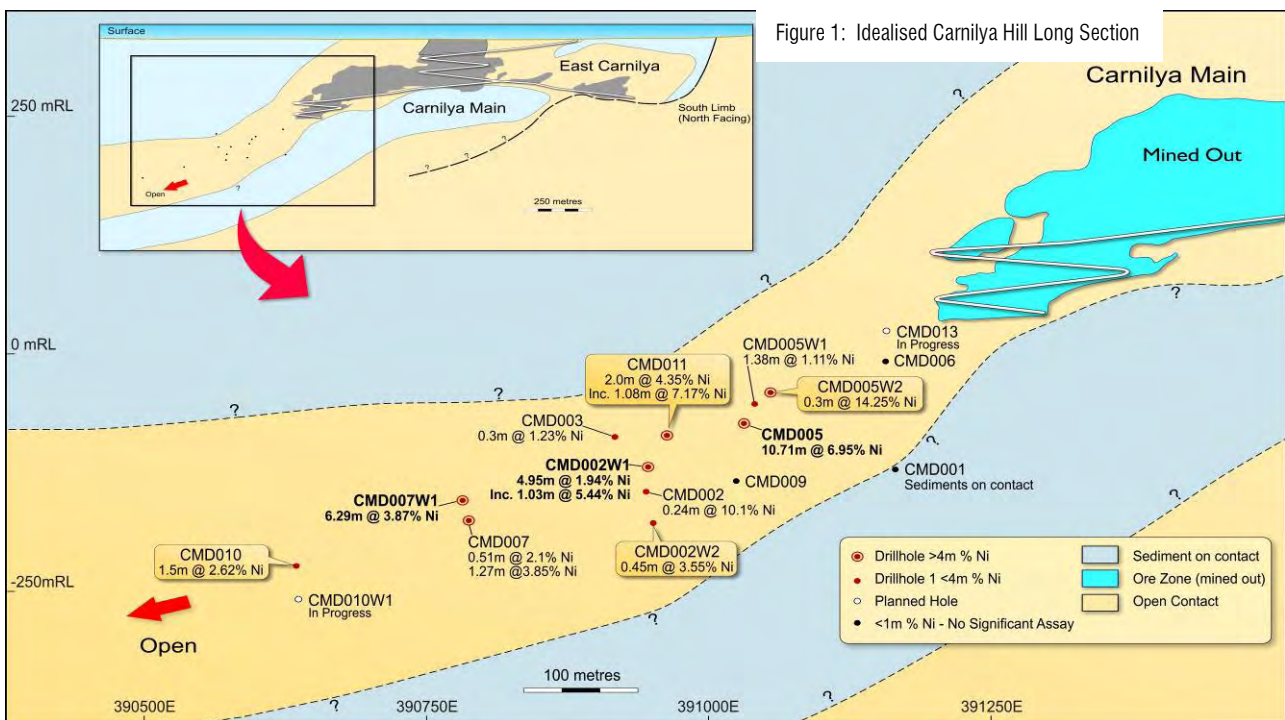 Figure 1: Idealised Carnilya Hill Long Section
Surface
East Carnilya
Carnilya Main
South Limb
(North Facing)
?
?
Open
250 metres
250 mRL
0 mRL
-250mRL
Carnilya Main
Mined Out
?
?
?
?
?
CMD013
In Progress
CMD006
CMD005W1
1.38m @ 1.11% Ni
CMD011
2.0m @ 4.35% Ni
Inc. 1.08m @ 7.17% Ni
CMD005W2
0.3m @ 14.25% Ni
CMD003
0.3m @ 1.23% Ni
CMD005
10.71m @ 6.95% Ni
CMD002W1
4.95m @ 1.94% Ni
Inc. 1.03m @ 5.44% Ni
CMD009
CMD001
Sediments on contact
CMD002
0.24m @ 10.1% Ni
CMD007W1
6.29m @ 3.87% Ni
CMD007
0.51m @ 2.1% Ni
1.27m @3.85% Ni
CMD002W2
0.45m @ 3.55% Ni
CMD010
1.5m @ 2.62% Ni
CMD010W1
In Progress
Open
?
?
?
?
?
100 metres
Drillhole >4m % Ni
Drillhole 1 <4m % Ni
Planned Hole
<1m % Ni - No Significant Assay
Sediment on contact
Ore Zone (mined out)
Open Contact
390500E
390750E
391000E
391250E